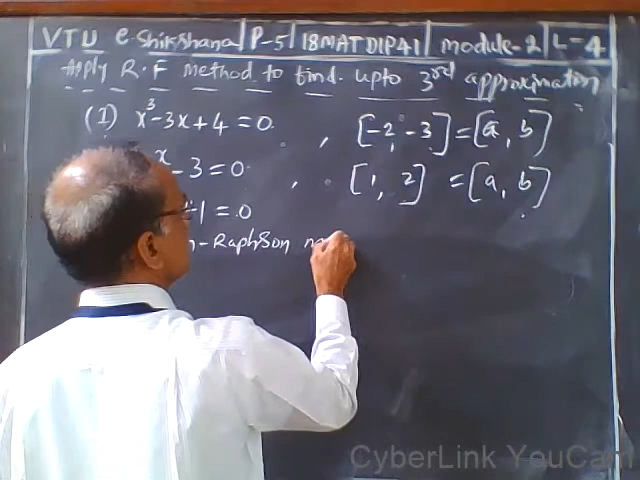 VTU e-Shikshana | P-5 | 18MATDIP41 | module-2 | L-4
Apply R.F method to find. upto 3rd approximation
(1) x³-3x+4=0. , [-2, -3] = [a, b]
x -3=0 , [1, 2] = [a, b]
-1=0
n-Raphson
CyberLink YouCam